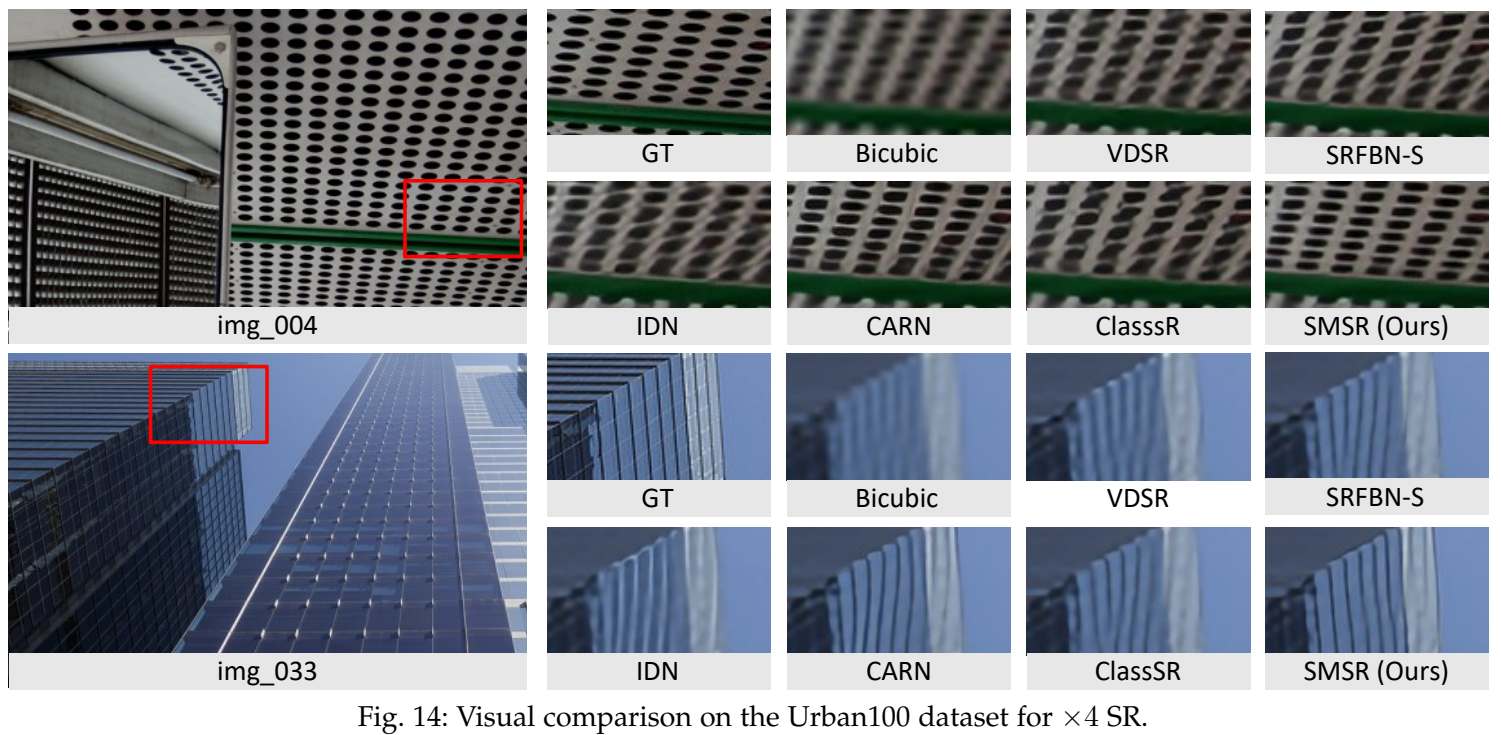 GT Bicubic VDSR SRFBN-S
img_004 IDN CARN ClasssR SMSR (Ours)
GT Bicubic VDSR SRFBN-S
img_033 IDN CARN ClassSR SMSR (Ours)
Fig. 14: Visual comparison on the Urban100 dataset for ×4 SR.